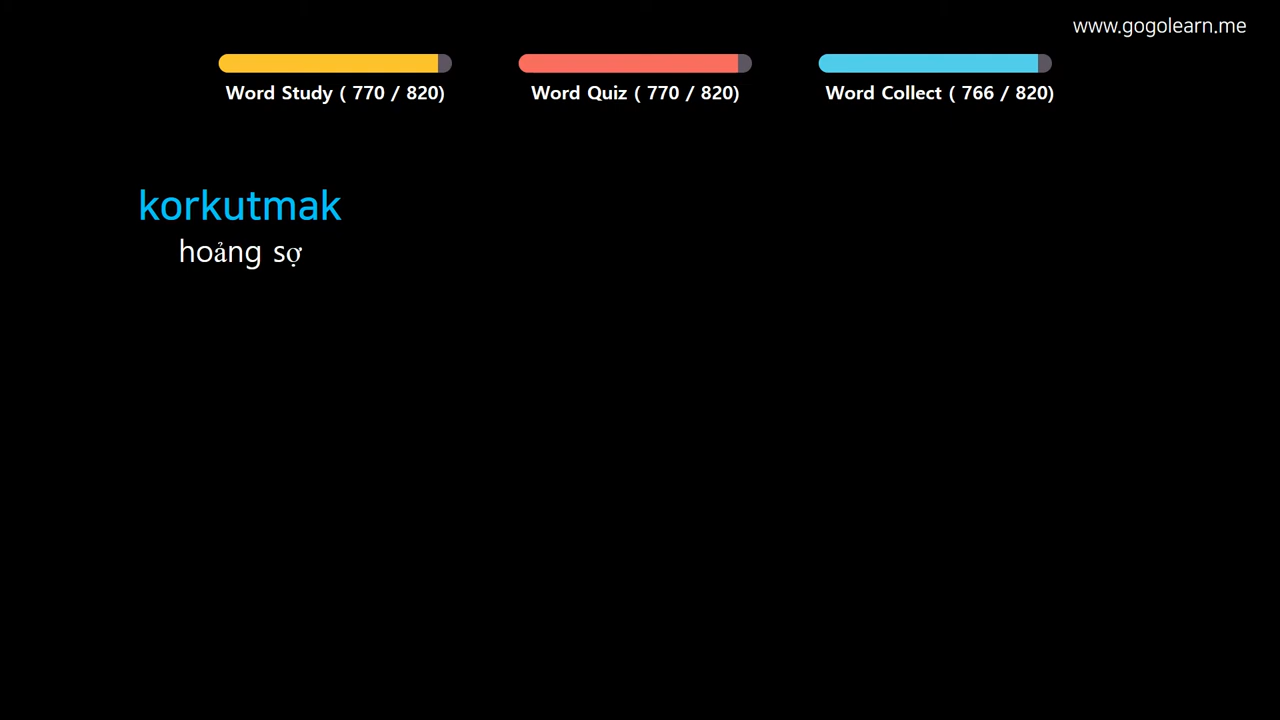 www.gogolearn.me
Word Study ( 770 / 820)
Word Quiz ( 770 / 820)
Word Collect ( 766 / 820)
korkutmak
hoảng sợ